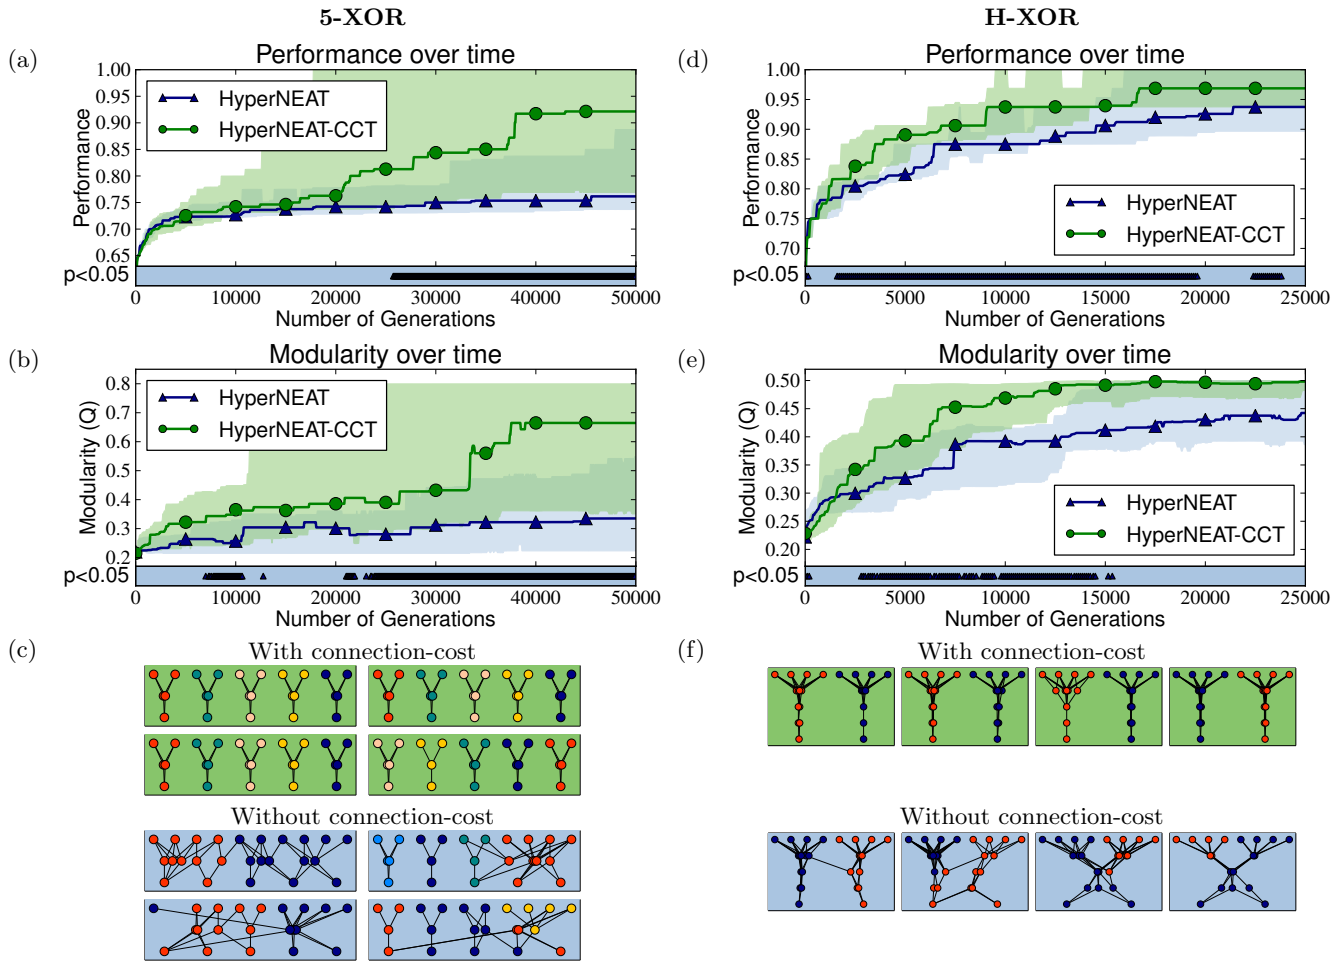 5-XOR
(a)
Performance over time
Performance
1.00
0.95
0.90
0.85
0.80
0.75
0.70
0.65
HyperNEAT
HyperNEAT-CCT
p<0.05
0 10000 20000 30000 40000 50000
Number of Generations
(b)
Modularity over time
Modularity (Q)
0.8
0.7
0.6
0.5
0.4
0.3
0.2
HyperNEAT
HyperNEAT-CCT
p<0.05
0 10000 20000 30000 40000 50000
Number of Generations
(c)
With connection-cost
Without connection-cost
H-XOR
(d)
Performance over time
Performance
1.00
0.95
0.90
0.85
0.80
0.75
0.70
HyperNEAT
HyperNEAT-CCT
p<0.05
0 5000 10000 15000 20000 25000
Number of Generations
(e)
Modularity over time
Modularity (Q)
0.50
0.45
0.40
0.35
0.30
0.25
0.20
HyperNEAT
HyperNEAT-CCT
p<0.05
0 5000 10000 15000 20000 25000
Number of Generations
(f)
With connection-cost
Without connection-cost